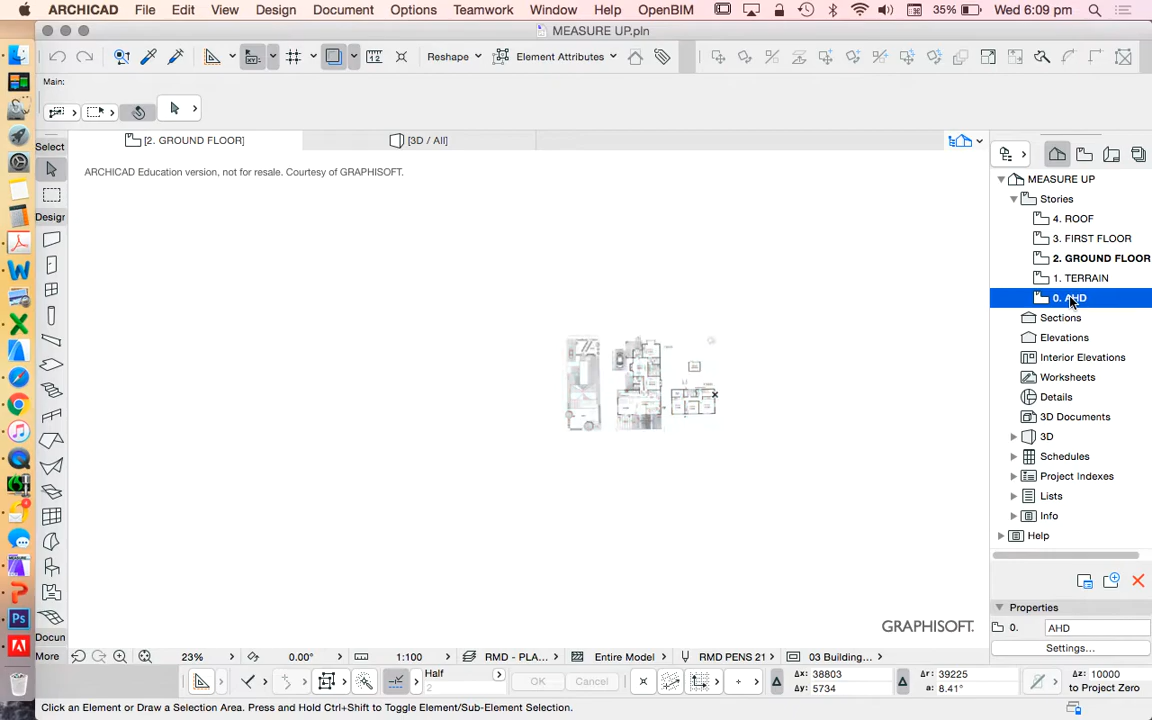 ARCHICAD File Edit View Design Document Options Teamwork Window Help OpenBIM 35% Wed 6:09 pm
MEASURE UP.pln
Reshape Element Attributes
Main:
[2. GROUND FLOOR] [3D / All]
Select
ARCHICAD Education version, not for resale. Courtesy of GRAPHISOFT.
MEASURE UP
Stories
Design
4. ROOF
3. FIRST FLOOR
2. GROUND FLOOR
1. TERRAIN
0. AHD
Sections
Elevations
Interior Elevations
Worksheets
Details
3D Documents
3D
Schedules
Project Indexes
Lists
Info
Help
Properties
0. AHD
Settings...
GRAPHISOFT.
Docun
More
23% 0.00° 1:100 RMD - PLA... Entire Model RMD PENS 21 03 Building...
Half
2
OK Cancel
Δx: 38803
Δy: 5734
Δr: 39225
a: 8.41°
Δz: 10000
to Project Zero
Click an Element or Draw a Selection Area. Press and Hold Ctrl+Shift to Toggle Element/Sub-Element Selection.